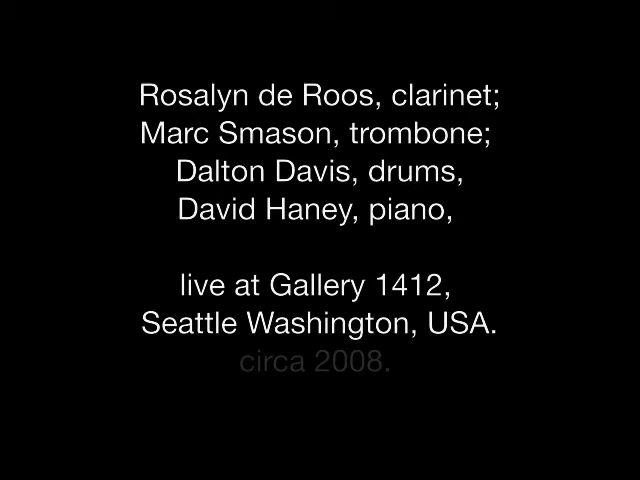 Rosalyn de Roos, clarinet;
Marc Smason, trombone;
Dalton Davis, drums,
David Haney, piano,
live at Gallery 1412,
Seattle Washington, USA.
circa 2008.